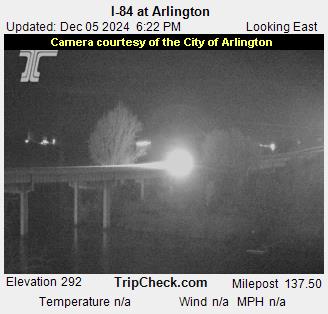 I-84 at Arlington
Updated: Dec 05 2024 6:22 PM Looking East
Camera courtesy of the City of Arlington
Elevation 292 TripCheck.com Milepost 137.50
Temperature n/a Wind n/a MPH n/a